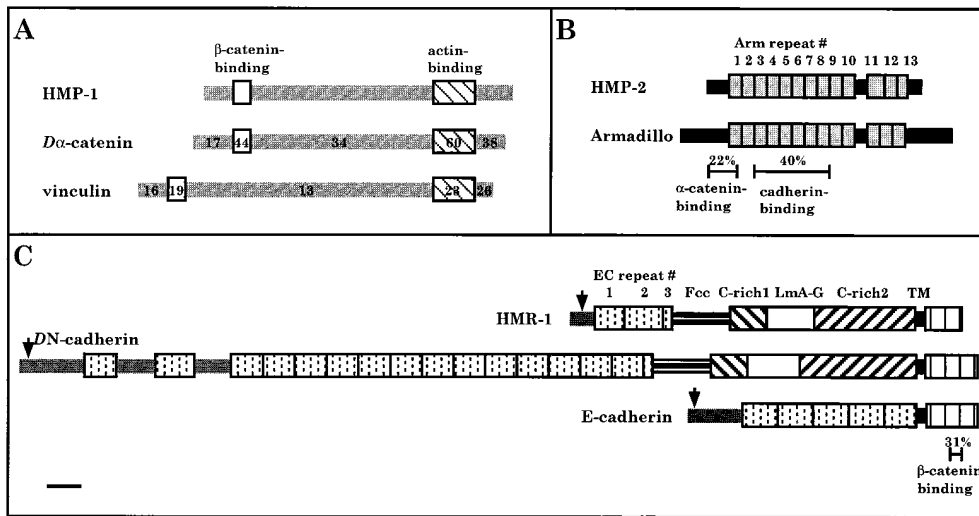 A
β-catenin-
binding
actin-
binding
HMP-1
Dα-catenin
17 44 34 60 38
vinculin
16 19 13 28 26
B
Arm repeat #
1 2 3 4 5 6 7 8 9 10 11 12 13
HMP-2
Armadillo
22% 40%
α-catenin-
binding
cadherin-
binding
C
EC repeat #
1 2 3 Fcc C-rich1 LmA-G C-rich2 TM
HMR-1
DN-cadherin
E-cadherin
31%
β-catenin
binding